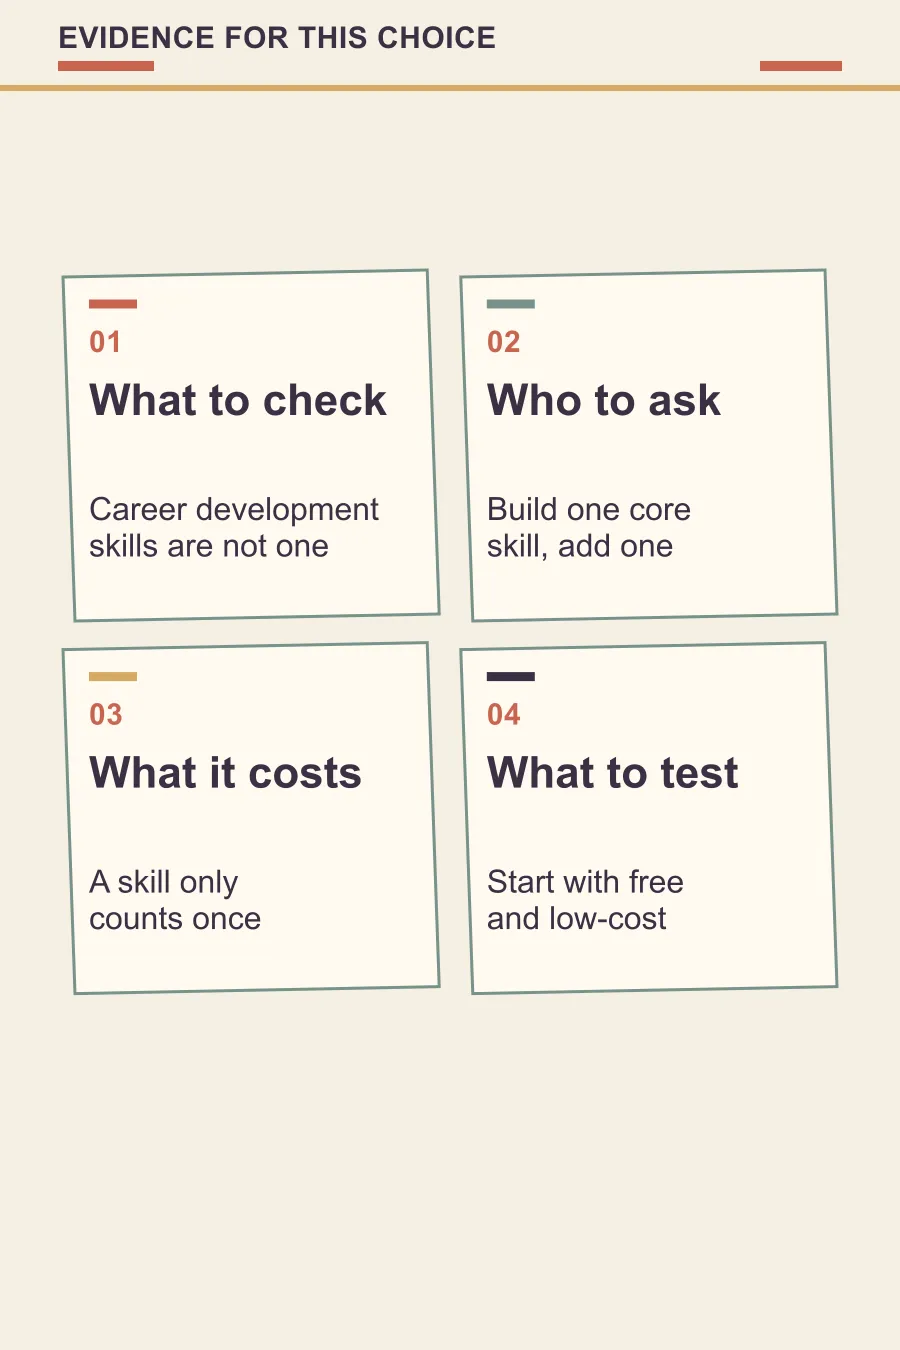 EVIDENCE FOR THIS CHOICE
01
What to check
Career development
skills are not one
02
Who to ask
Build one core
skill, add one
03
What it costs
A skill only
counts once
04
What to test
Start with free
and low-cost